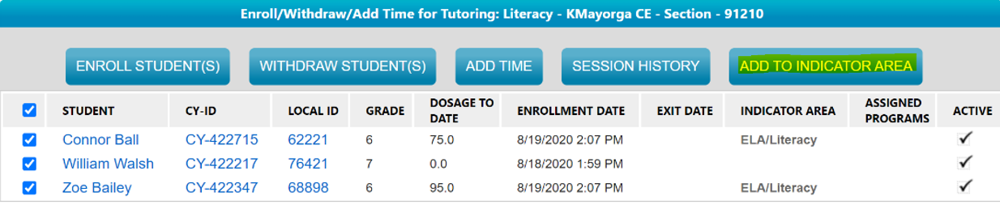 Enroll/Withdraw/Add Time for Tutoring: Literacy - KMayorga CE - Section - 91210
ENROLL STUDENT(S) WITHDRAW STUDENT(S) ADD TIME SESSION HISTORY ADD TO INDICATOR AREA
STUDENT CY-ID LOCAL ID GRADE DOSAGE TO DATE ENROLLMENT DATE EXIT DATE INDICATOR AREA ASSIGNED PROGRAMS ACTIVE
Connor Ball CY-422715 62221 6 75.0 8/19/2020 2:07 PM ELA/Literacy
William Walsh CY-422217 76421 7 0.0 8/18/2020 1:59 PM
Zoe Bailey CY-422347 68898 6 95.0 8/19/2020 2:07 PM ELA/Literacy